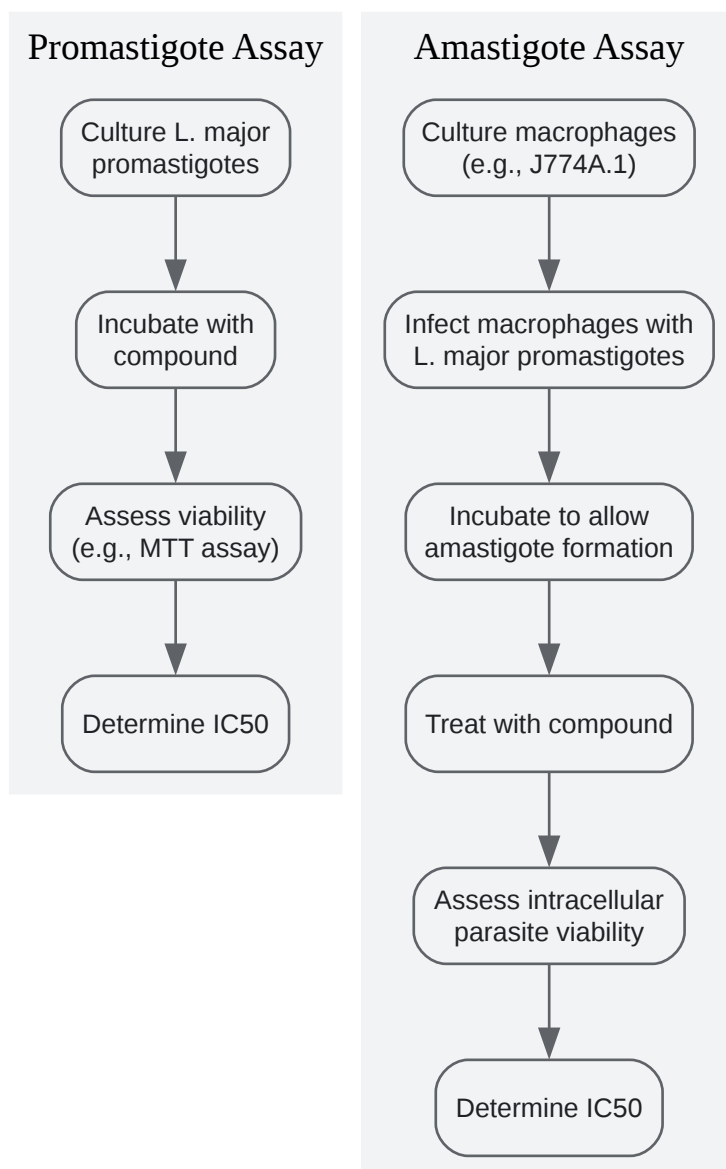 Promastigote Assay
Culture L. major
promastigotes
Incubate with
compound
Assess viability
(e.g., MTT assay)
Determine IC50
Amastigote Assay
Culture macrophages
(e.g., J774A.1)
Infect macrophages with
L. major promastigotes
Incubate to allow
amastigote formation
Treat with compound
Assess intracellular
parasite viability
Determine IC50